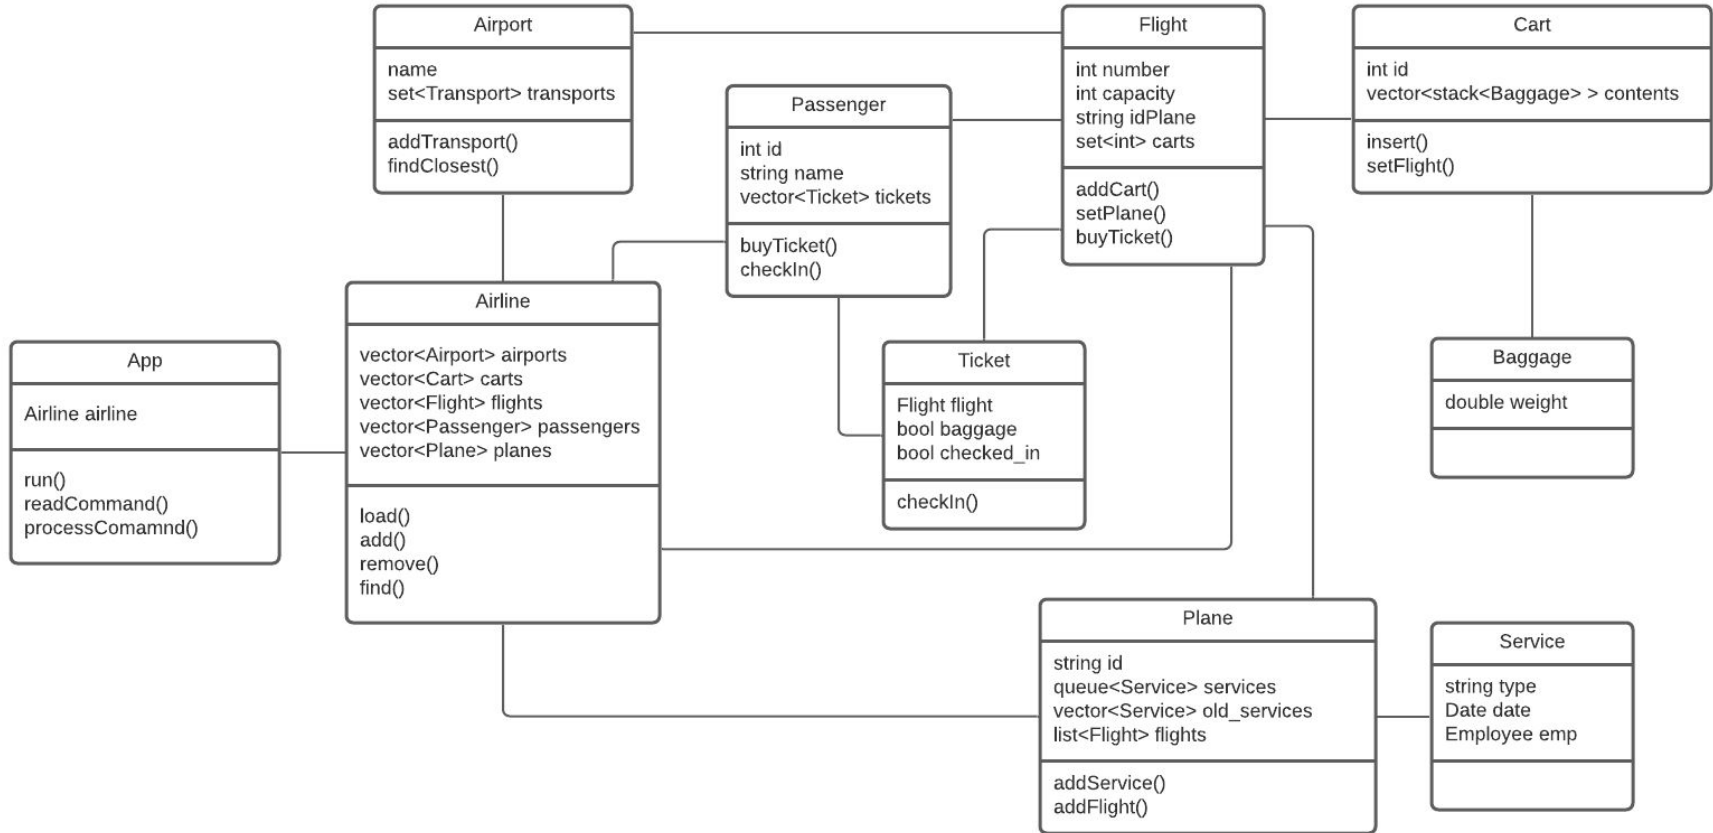 Airport
name
set<Transport> transports
addTransport()
findClosest()
Flight
int number
int capacity
string idPlane
set<int> carts
addCart()
setPlane()
buyTicket()
Cart
int id
vector<stack<Baggage> > contents
insert()
setFlight()
Passenger
int id
string name
vector<Ticket> tickets
buyTicket()
checkIn()
Airline
vector<Airport> airports
vector<Cart> carts
vector<Flight> flights
vector<Passenger> passengers
vector<Plane> planes
load()
add()
remove()
find()
App
Airline airline
run()
readCommand()
processComamnd()
Ticket
Flight flight
bool baggage
bool checked_in
checkIn()
Baggage
double weight
Plane
string id
queue<Service> services
vector<Service> old_services
list<Flight> flights
addService()
addFlight()
Service
string type
Date date
Employee emp